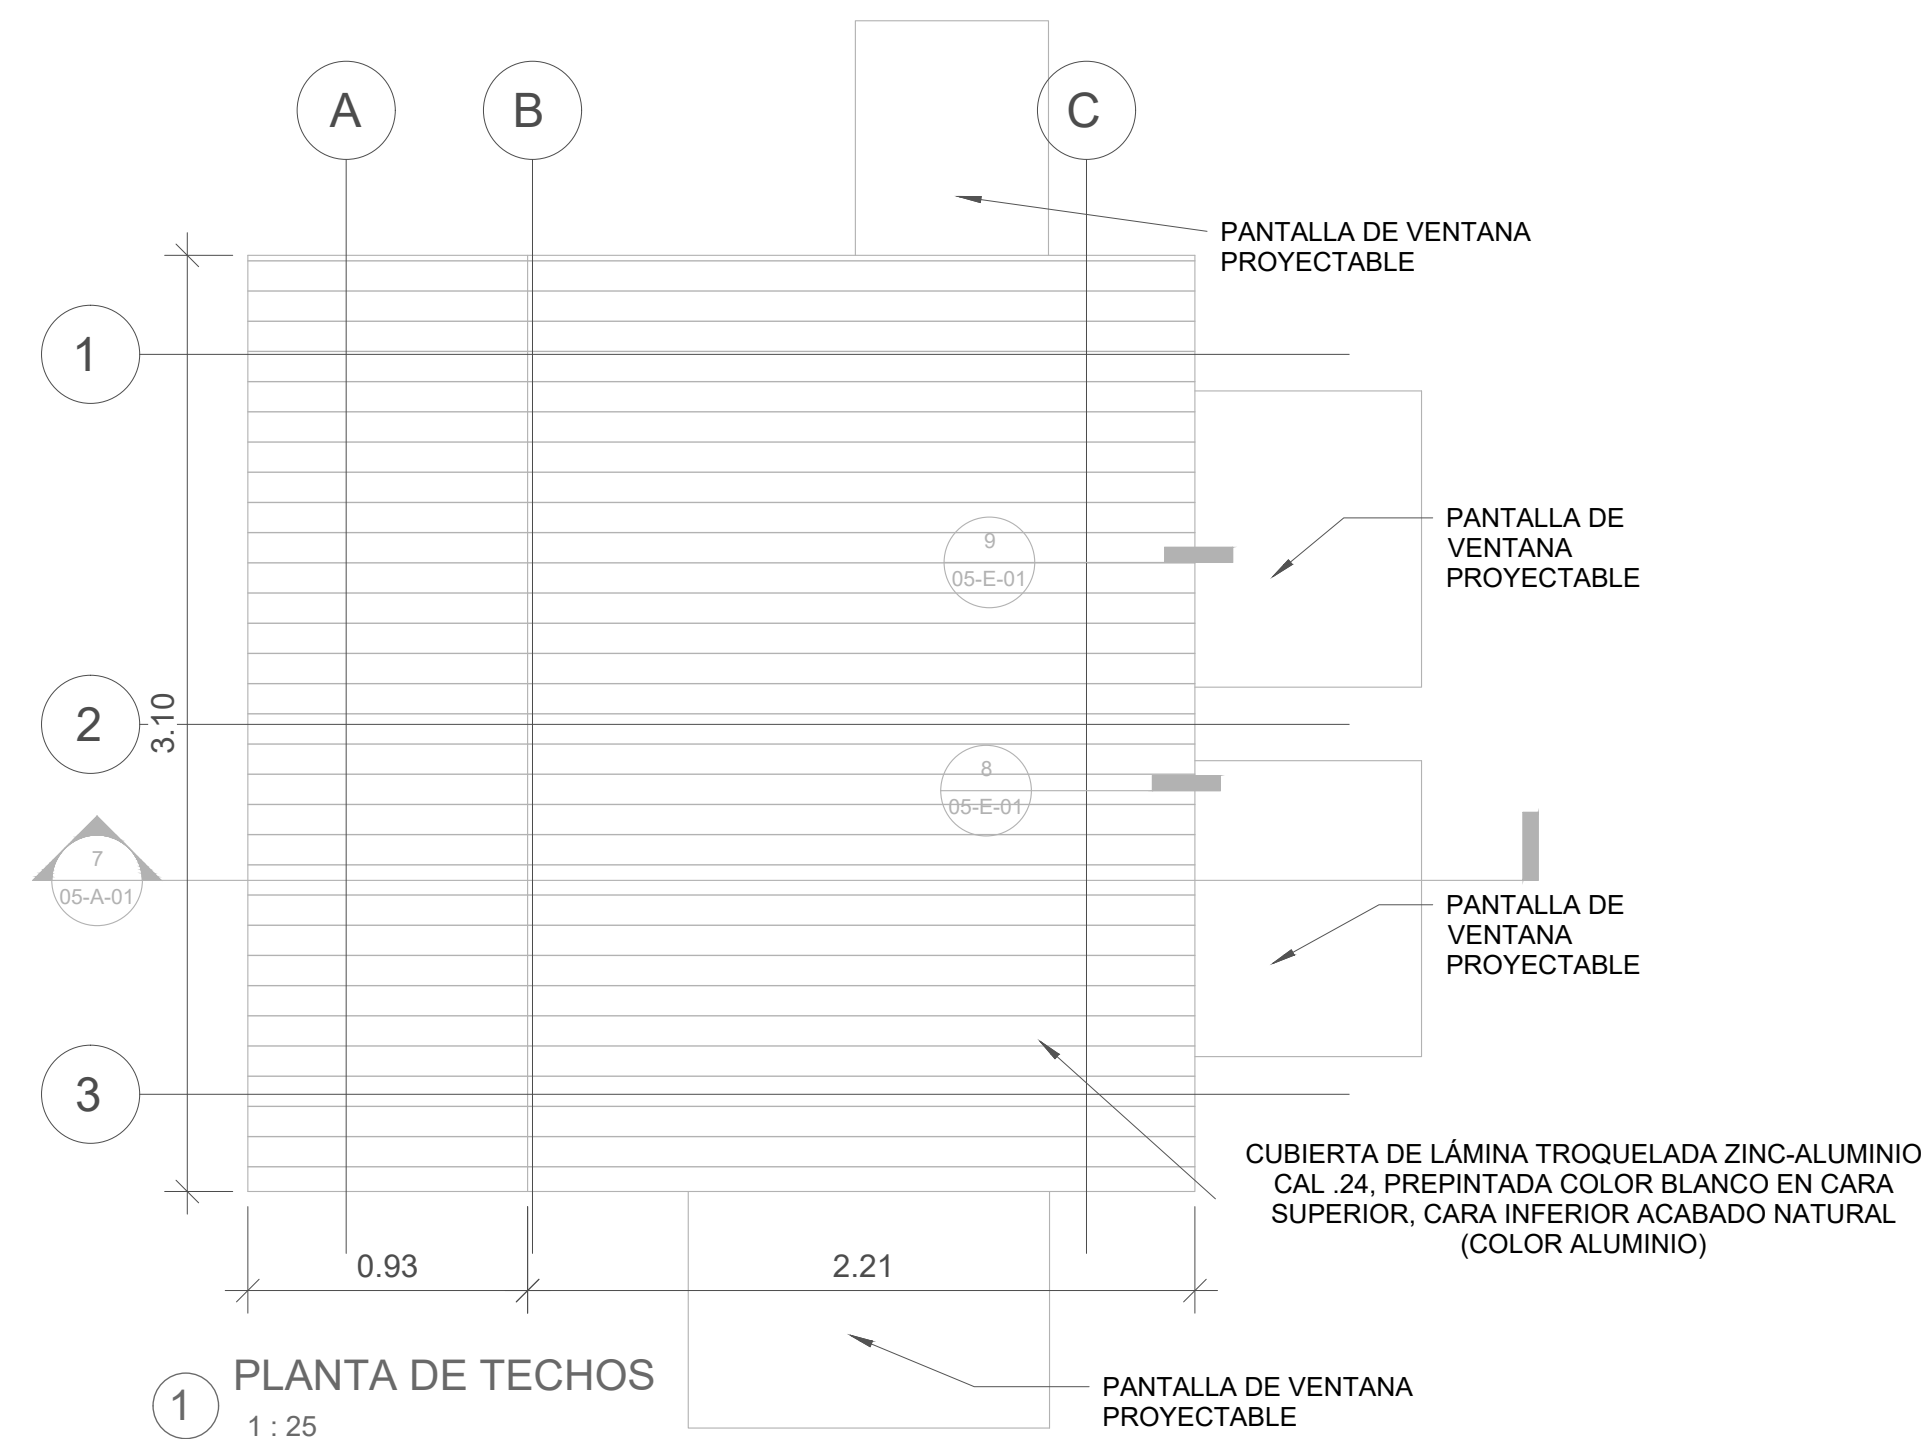 A
B
C
PANTALLA DE VENTANA
PROYECTABLE
1
PANTALLA DE
VENTANA
PROYECTABLE
9
05-E-01
2
3.10
8
05-E-01
7
05-A-01
PANTALLA DE
VENTANA
PROYECTABLE
3
CUBIERTA DE LÁMINA TROQUELADA ZINC-ALUMINIO
CAL .24, PREPINTADA COLOR BLANCO EN CARA
SUPERIOR, CARA INFERIOR ACABADO NATURAL
(COLOR ALUMINIO)
0.93
2.21
1
PLANTA DE TECHOS
1 : 25
PANTALLA DE VENTANA
PROYECTABLE